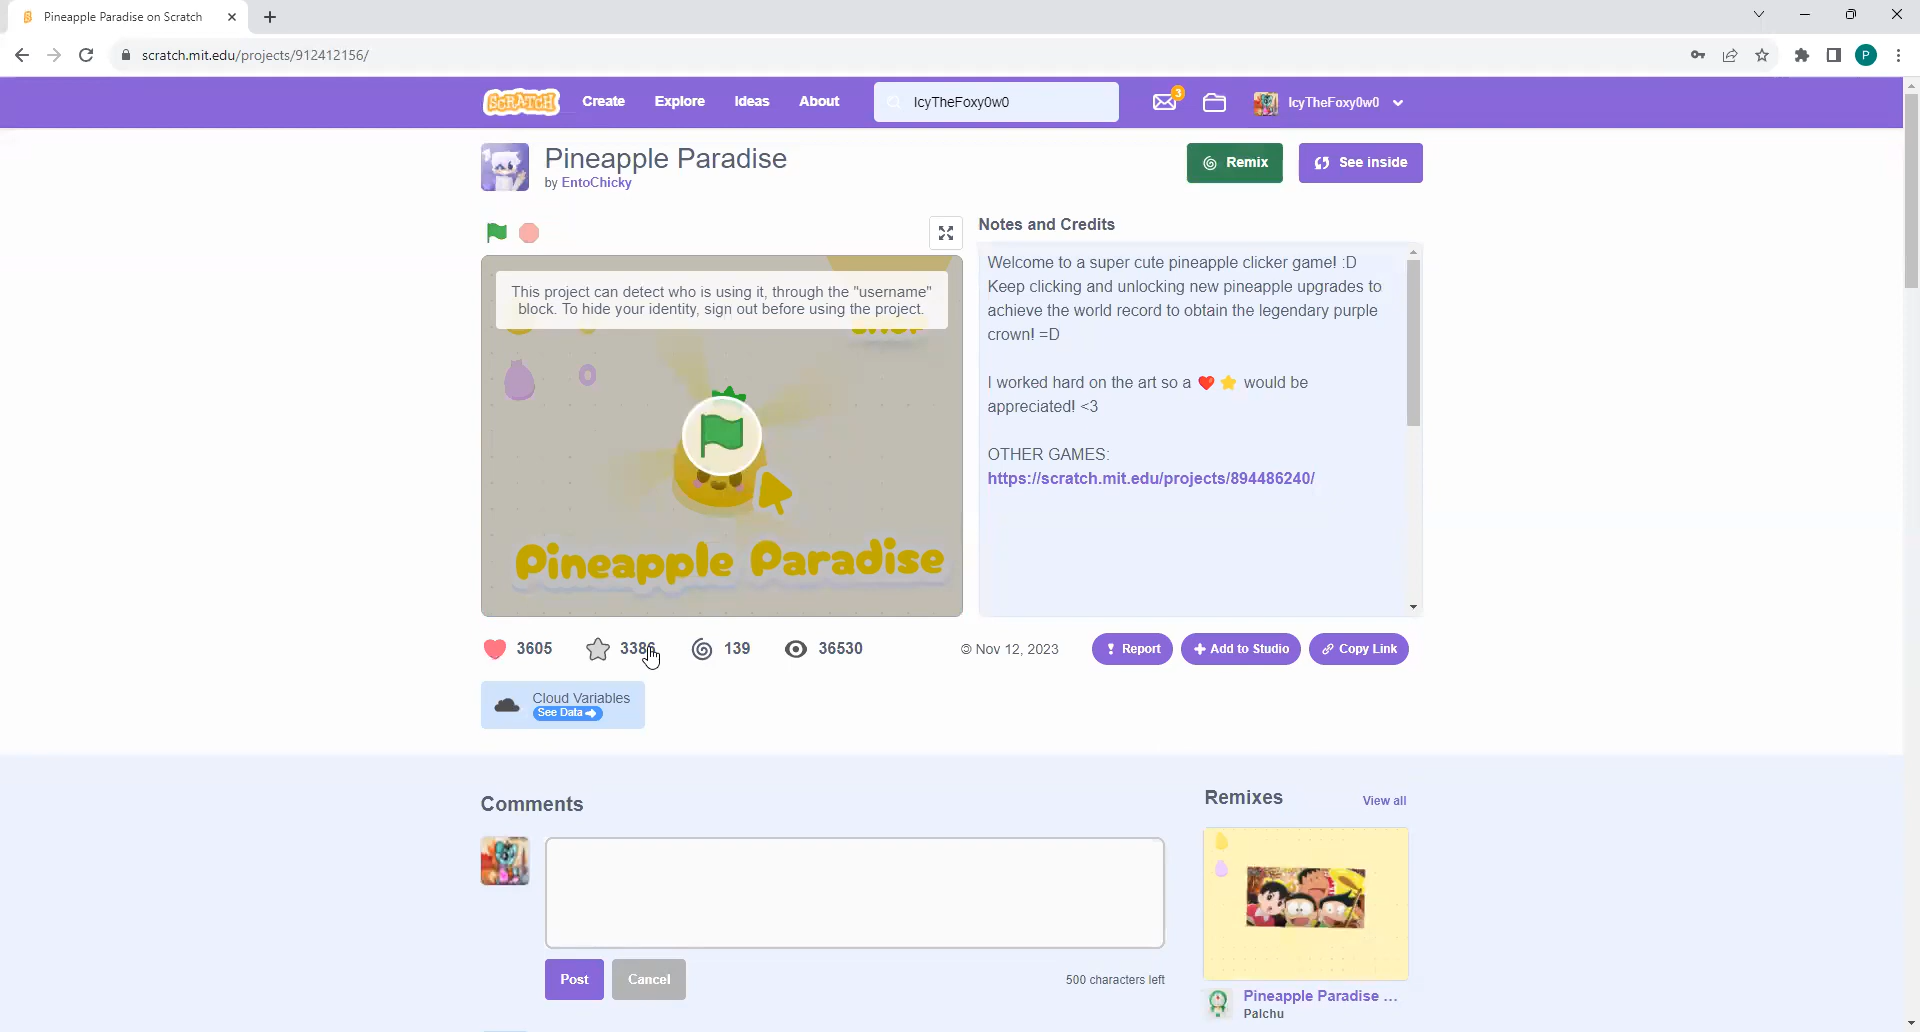 Pineapple Paradise on Scratch
scratch.mit.edu/projects/912412156/
P
SCRATCH
Create
Explore
Ideas
About
IcyTheFoxy0w0
3
IcyTheFoxy0w0
Pineapple Paradise
by EntoChicky
Remix
See inside
Notes and Credits
This project can detect who is using it, through the "username"
block. To hide your identity, sign out before using the project.
0
Pineapple Paradise
Welcome to a super cute pineapple clicker game! :D
Keep clicking and unlocking new pineapple upgrades to
achieve the world record to obtain the legendary purple
crown! =D
I worked hard on the art so a ❤️ ⭐ would be
appreciated! <3
OTHER GAMES:
https://scratch.mit.edu/projects/894486240/
3605
3386
139
36530
© Nov 12, 2023
Report
Add to Studio
Copy Link
Cloud Variables
See Data
Comments
Post
Cancel
500 characters left
Remixes
View all
Pineapple Paradise ...
Palchu